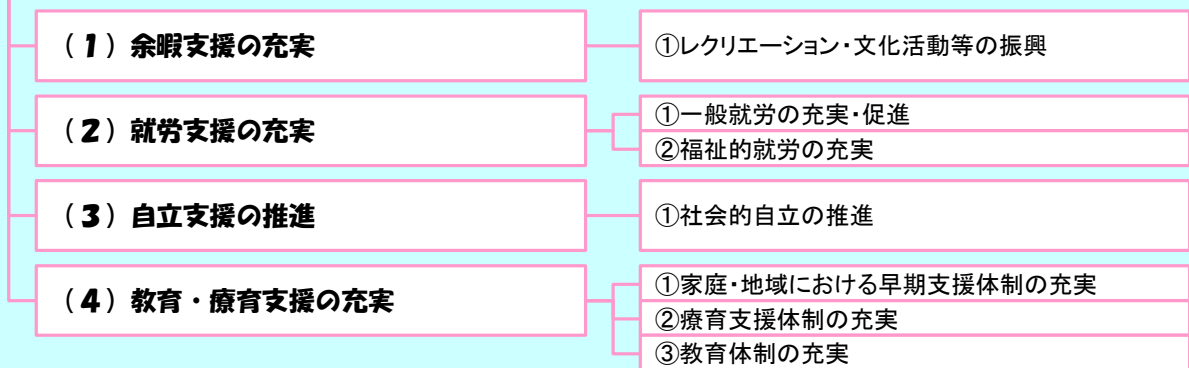 （1）余暇支援の充実
①レクリエーション・文化活動等の振興
（2）就労支援の充実
①一般就労の充実・促進
②福祉的就労の充実
（3）自立支援の推進
①社会的自立の推進
（4）教育・療育支援の充実
①家庭・地域における早期支援体制の充実
②療育支援体制の充実
③教育体制の充実